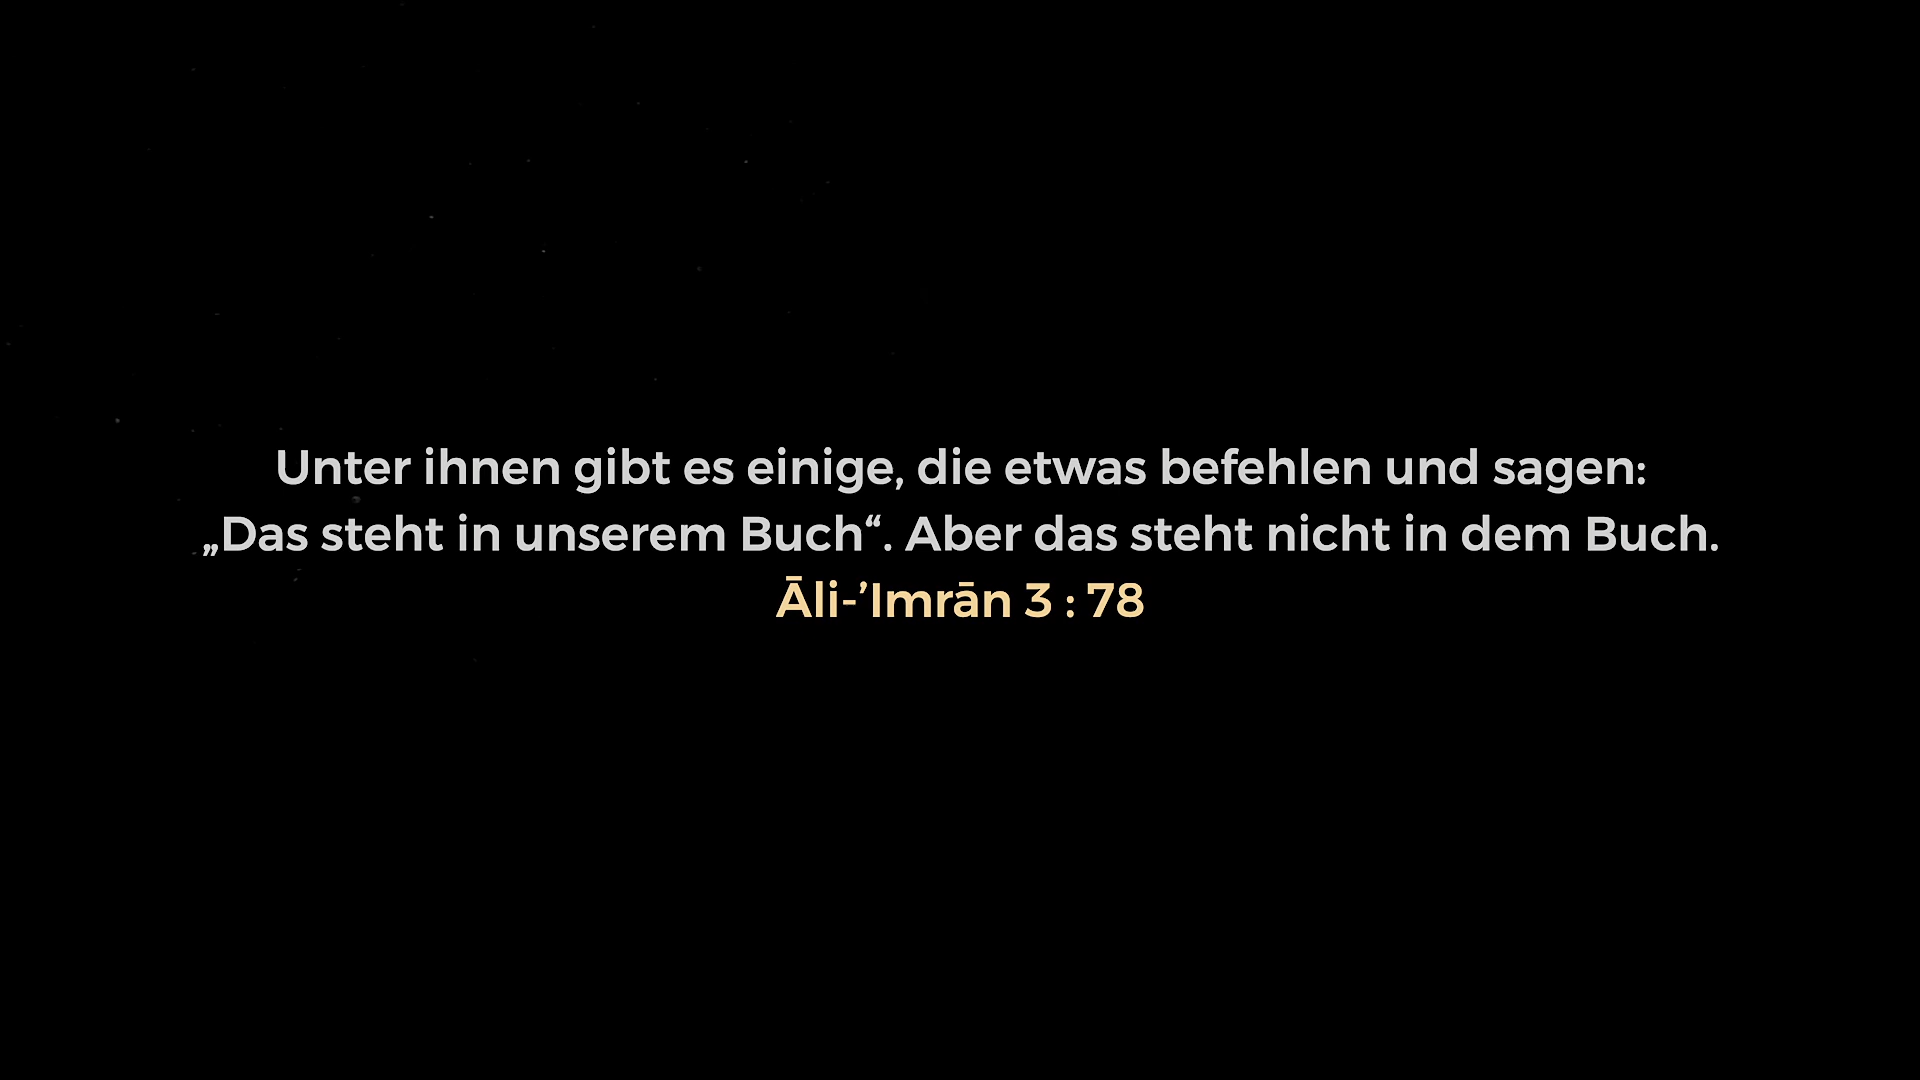 Unter ihnen gibt es einige, die etwas befehlen und sagen:
„Das steht in unserem Buch“. Aber das steht nicht in dem Buch.
Āli-’Imrān 3 : 78